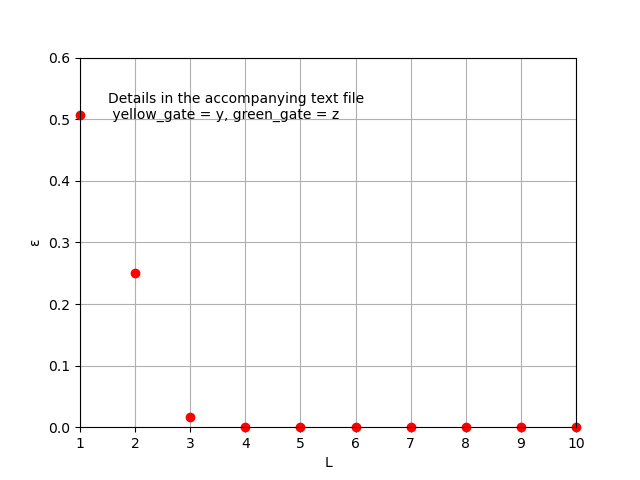 0.6
Details in the accompanying text file
yellow_gate = y, green_gate = z
0.5
0.4
0.3
ε
0.2
0.1
0.0
1 2 3 4 5 6 7 8 9 10
L